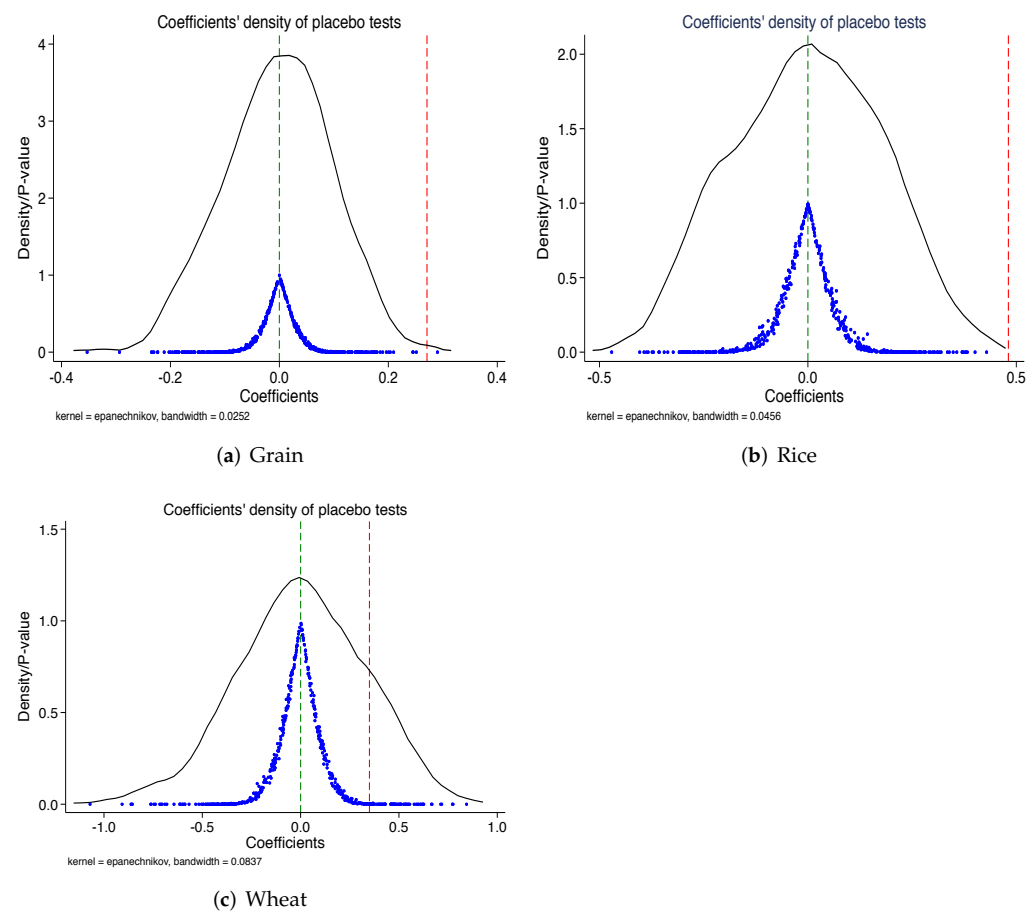 Coefficients' density of placebo tests
4
3
2
1
0
Density/P-value
-0.4
-0.2
0.0
0.2
0.4
Coefficients
kernel = epanechnikov, bandwidth = 0.0252
(a) Grain
Coefficients' density of placebo tests
2.0
1.5
1.0
0.5
0.0
Density/P-value
-0.5
0.0
0.5
Coefficients
kernel = epanechnikov, bandwidth = 0.0456
(b) Rice
Coefficients' density of placebo tests
1.5
1.0
0.5
0.0
Density/P-value
-1.0
-0.5
0.0
0.5
1.0
Coefficients
kernel = epanechnikov, bandwidth = 0.0837
(c) Wheat